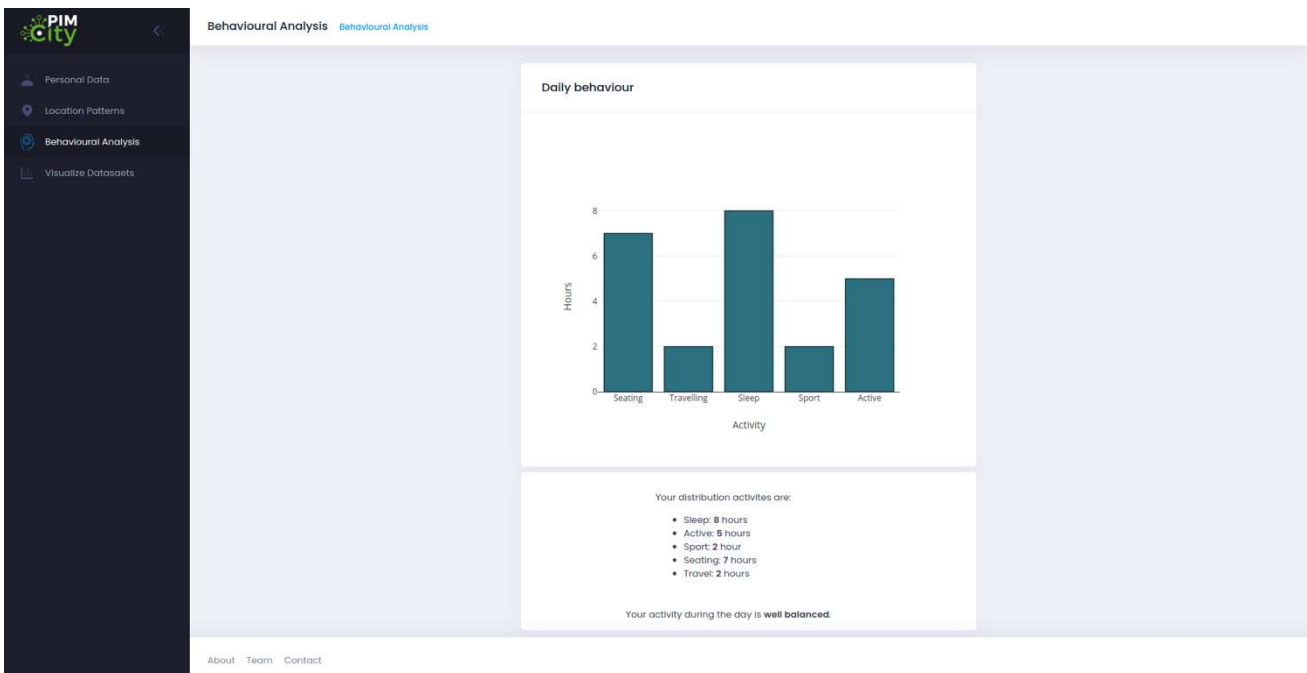 PIM
City
Behavioural Analysis Behavioural Analysis
Personal Data
Location Patterns
Behavioural Analysis
Visualize Datasaets
Daily behaviour
8
6
4
2
0
Hours
Seating Travelling Sleep Sport Active
Activity
Your distribution activites are:
• Sleep: 8 hours
• Active: 5 hours
• Sport: 2 hour
• Seating: 7 hours
• Travel: 2 hours
Your activity during the day is well balanced.
About Team Contact